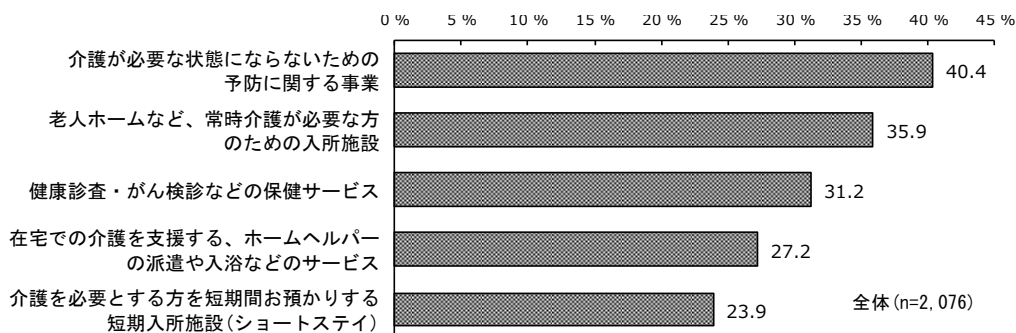 0 % 5 % 10 % 15 % 20 % 25 % 30 % 35 % 40 % 45 %
介護が必要な状態にならないための
予防に関する事業
40.4
老人ホームなど、常時介護が必要な方
のための入所施設
35.9
健康診査・がん検診などの保健サービス
31.2
在宅での介護を支援する、ホームヘルパー
の派遣や入浴などのサービス
27.2
介護を必要とする方を短期間お預かりする
短期入所施設(ショートステイ)
23.9
全体(n=2,076)